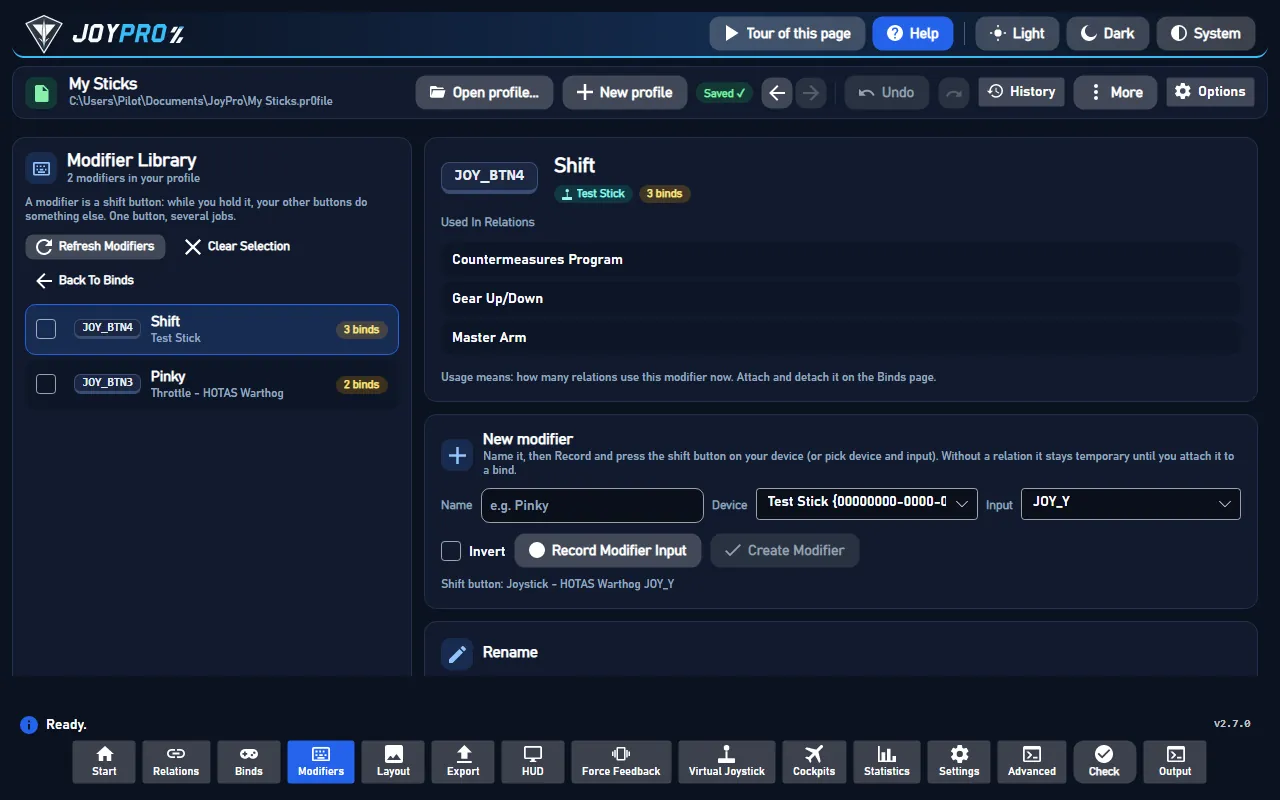 JOYPRO
Tour of this page
Help
Light
Dark
System
My Sticks
C:\Users\Pilot\Documents\JoyPro\My Sticks.pr0file
Open profile...
New profile
Saved ✓
Undo
History
More
Options
Modifier Library
2 modifiers in your profile
A modifier is a shift button: while you hold it, your other buttons do
something else. One button, several jobs.
Refresh Modifiers
Clear Selection
Back To Binds
JOY_BTN4
Shift
Test Stick
3 binds
JOY_BTN3
Pinky
Throttle - HOTAS Warthog
2 binds
JOY_BTN4
Shift
Test Stick
3 binds
Used In Relations
Countermeasures Program
Gear Up/Down
Master Arm
Usage means: how many relations use this modifier now. Attach and detach it on the Binds page.
New modifier
Name it, then Record and press the shift button on your device (or pick device and input). Without a relation it stays temporary until you attach it to
a bind.
Name
e.g. Pinky
Device
Test Stick {00000000-0000-0
Input
JOY_Y
Invert
Record Modifier Input
Create Modifier
Shift button: Joystick - HOTAS Warthog JOY_Y
Rename
Ready.
v2.7.0
Start
Relations
Binds
Modifiers
Layout
Export
HUD
Force Feedback
Virtual Joystick
Cockpits
Statistics
Settings
Advanced
Check
Output